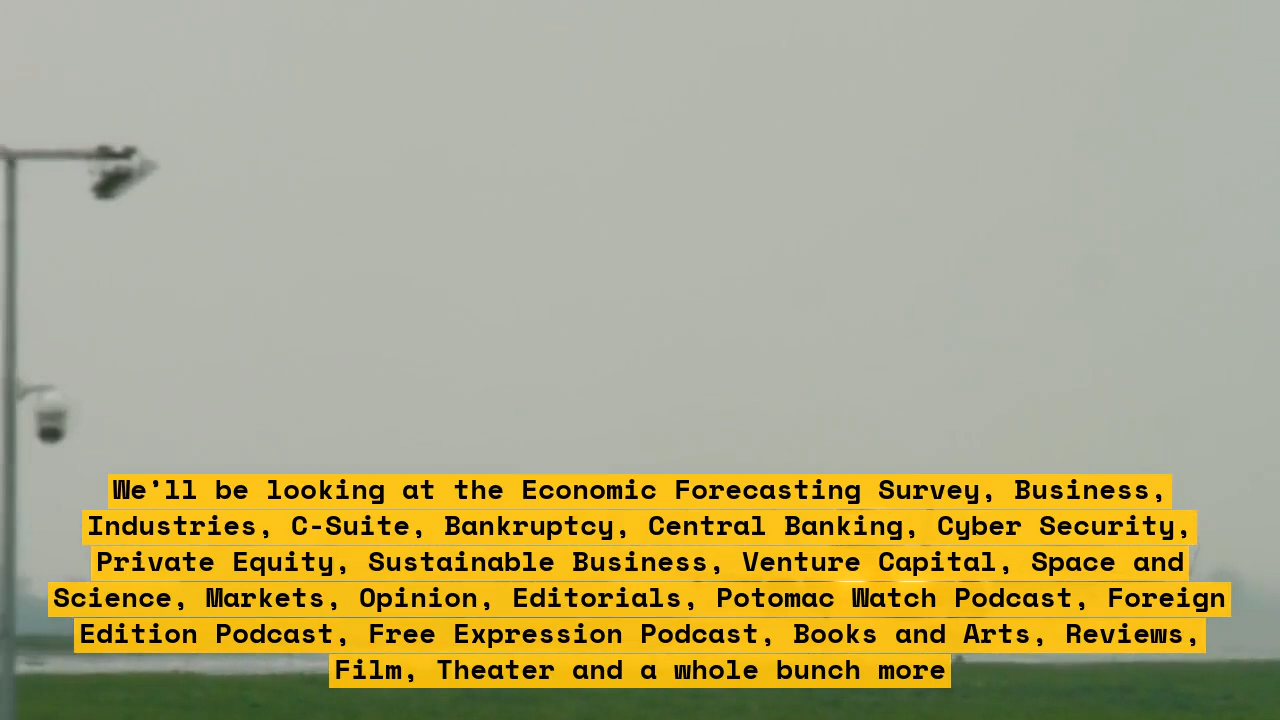 We'll be looking at the Economic Forecasting Survey, Business,
Industries, C-Suite, Bankruptcy, Central Banking, Cyber Security,
Private Equity, Sustainable Business, Venture Capital, Space and
Science, Markets, Opinion, Editorials, Potomac Watch Podcast, Foreign
Edition Podcast, Free Expression Podcast, Books and Arts, Reviews,
Film, Theater and a whole bunch more